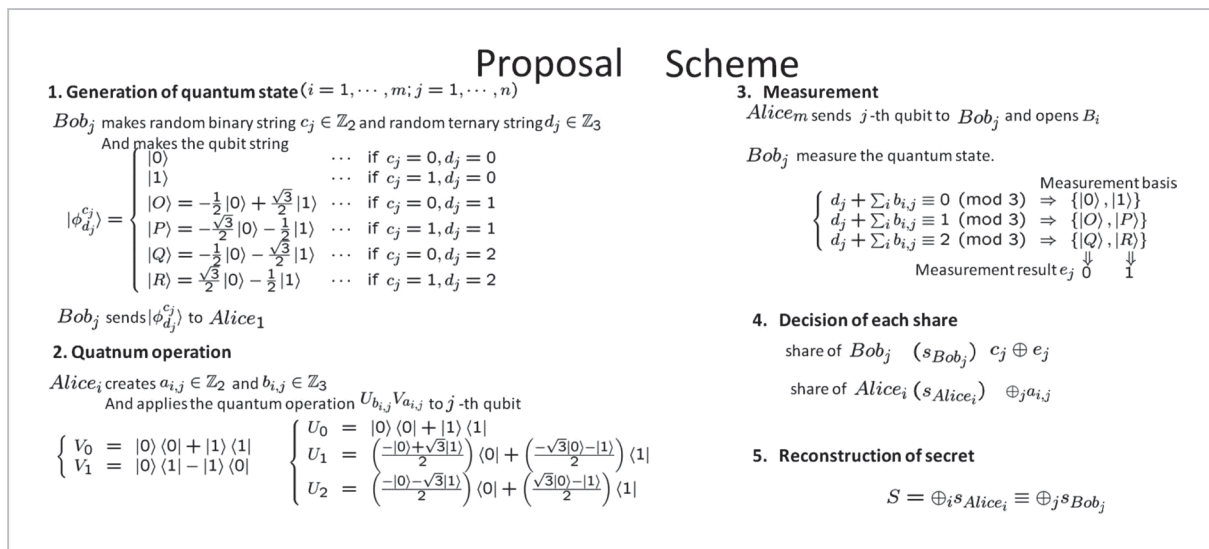 Proposal Scheme
1. Generation of quantum state (i = 1, ⋯ , m; j = 1, ⋯ , n)
Bob_j makes random binary string c_j ∈ ℤ_2 and random ternary string d_j ∈ ℤ_3
And makes the qubit string
|φ_{d_j}^{c_j}⟩ =
|0⟩ ⋯ if c_j = 0, d_j = 0
|1⟩ ⋯ if c_j = 1, d_j = 0
|O⟩ = −1/2 |0⟩ + √3/2 |1⟩ ⋯ if c_j = 0, d_j = 1
|P⟩ = −√3/2 |0⟩ − 1/2 |1⟩ ⋯ if c_j = 1, d_j = 1
|Q⟩ = −1/2 |0⟩ − √3/2 |1⟩ ⋯ if c_j = 0, d_j = 2
|R⟩ = √3/2 |0⟩ − 1/2 |1⟩ ⋯ if c_j = 1, d_j = 2
Bob_j sends |φ_{d_j}^{c_j}⟩ to Alice_1
2. Quatnum operation
Alice_i creates a_{i,j} ∈ ℤ_2 and b_{i,j} ∈ ℤ_3
And applies the quantum operation U_{b_{i,j}} V_{a_{i,j}} to j -th qubit
V_0 = |0⟩ ⟨0| + |1⟩ ⟨1|
V_1 = |0⟩ ⟨1| − |1⟩ ⟨0|
U_0 = |0⟩ ⟨0| + |1⟩ ⟨1|
U_1 = ((−|0⟩+√3|1⟩)/2) ⟨0| + ((−√3|0⟩−|1⟩)/2) ⟨1|
U_2 = ((−|0⟩−√3|1⟩)/2) ⟨0| + ((√3|0⟩−|1⟩)/2) ⟨1|
3. Measurement
Alice_m sends j -th qubit to Bob_j and opens B_i
Bob_j measure the quantum state.
Measurement basis
d_j + ∑_i b_{i,j} ≡ 0 (mod 3) ⇒ {|0⟩ , |1⟩}
d_j + ∑_i b_{i,j} ≡ 1 (mod 3) ⇒ {|O⟩ , |P⟩}
d_j + ∑_i b_{i,j} ≡ 2 (mod 3) ⇒ {|Q⟩ , |R⟩}
⇓ ⇓
Measurement result e_j 0 1
4. Decision of each share
share of Bob_j (s_{Bob_j}) c_j ⊕ e_j
share of Alice_i (s_{Alice_i}) ⊕_j a_{i,j}
5. Reconstruction of secret
S = ⊕_i s_{Alice_i} ≡ ⊕_j s_{Bob_j}